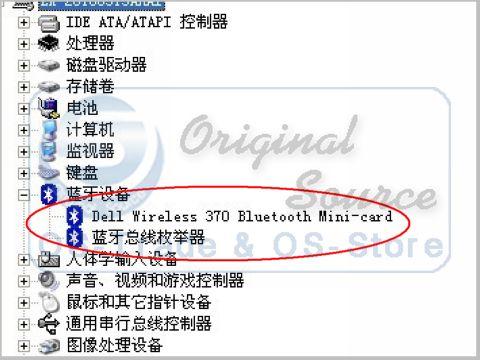 IDE ATA/ATAPI 控制器
处理器
磁盘驱动器
存储卷
电池
计算机
监视器
键盘
蓝牙设备
Dell Wireless 370 Bluetooth Mini-card
蓝牙总线枚举器
人体学输入设备
声音、视频和游戏控制器
鼠标和其它指针设备
通用串行总线控制器
图像处理设备
Original
Source